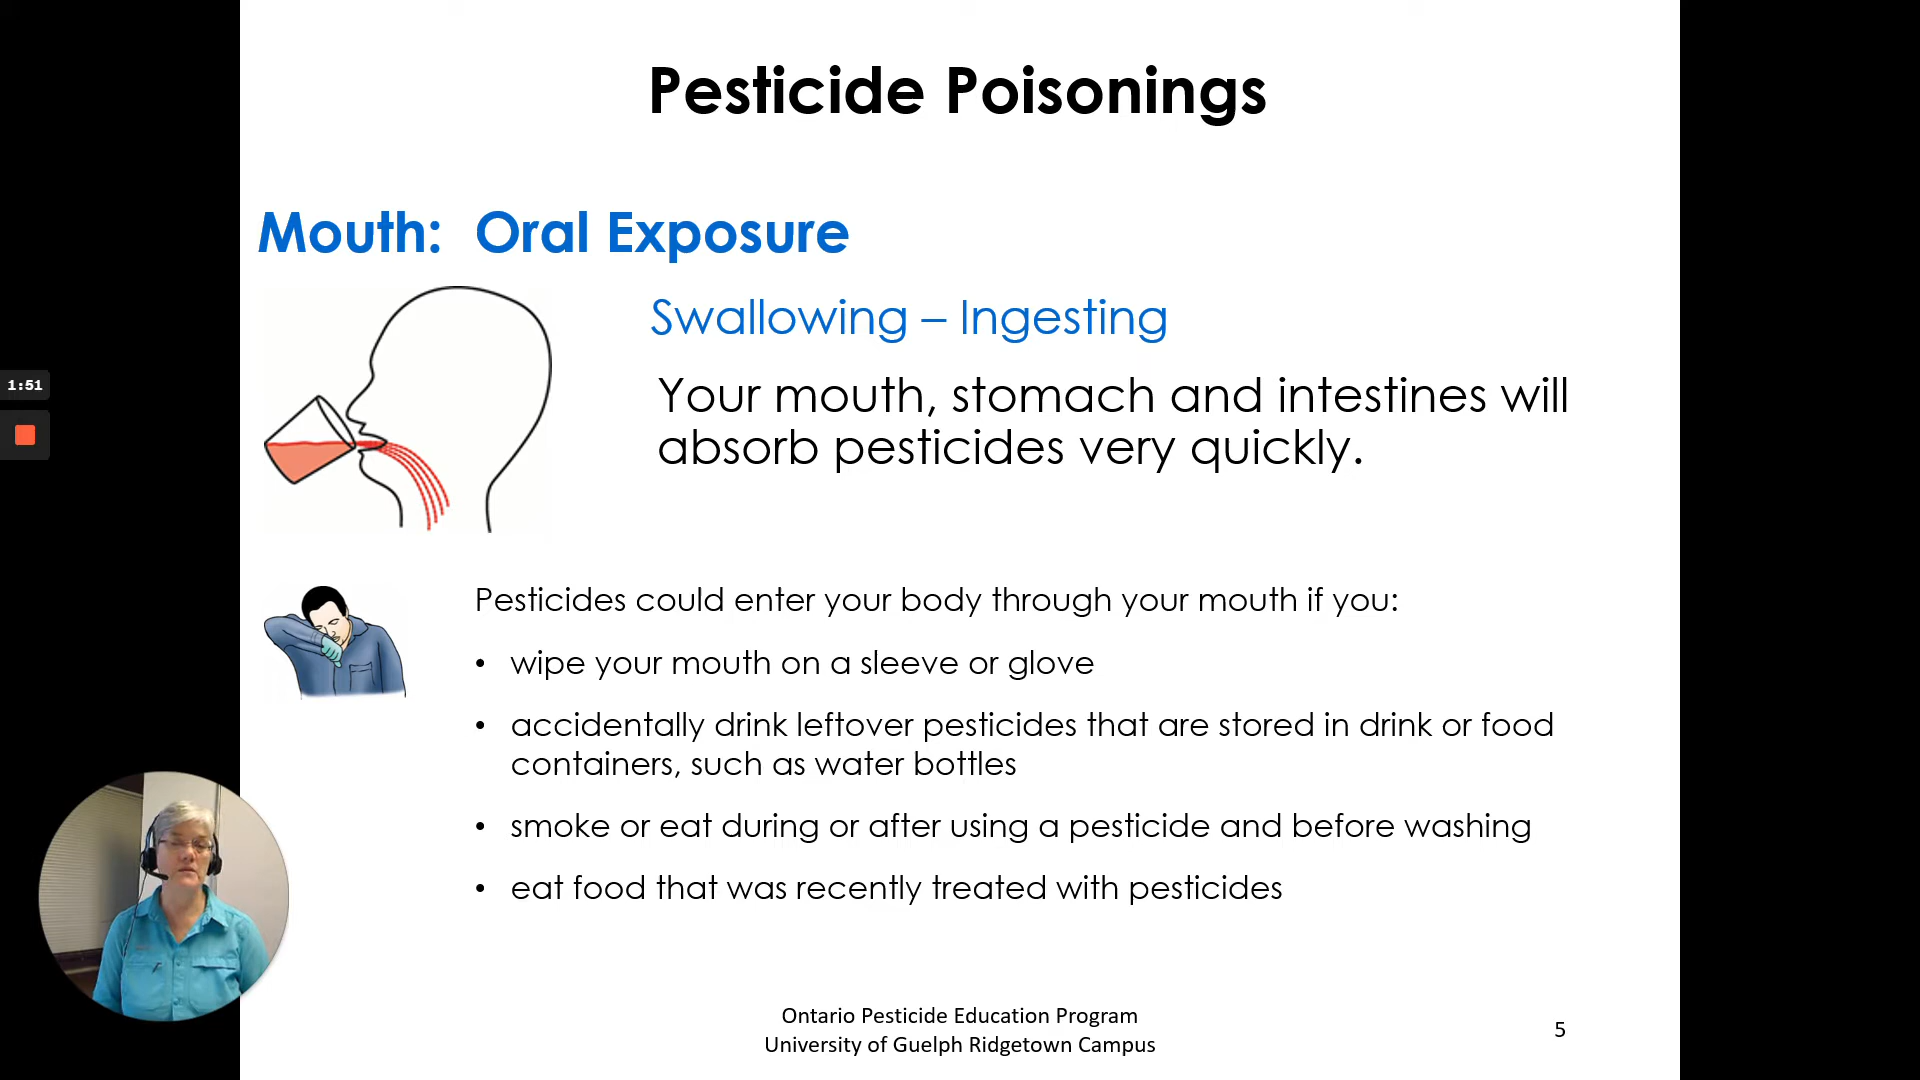 Pesticide Poisonings
Mouth: Oral Exposure
Swallowing – Ingesting
Your mouth, stomach and intestines will
absorb pesticides very quickly.
1:51
Pesticides could enter your body through your mouth if you:
• wipe your mouth on a sleeve or glove
• accidentally drink leftover pesticides that are stored in drink or food
containers, such as water bottles
• smoke or eat during or after using a pesticide and before washing
• eat food that was recently treated with pesticides
Ontario Pesticide Education Program
University of Guelph Ridgetown Campus
5